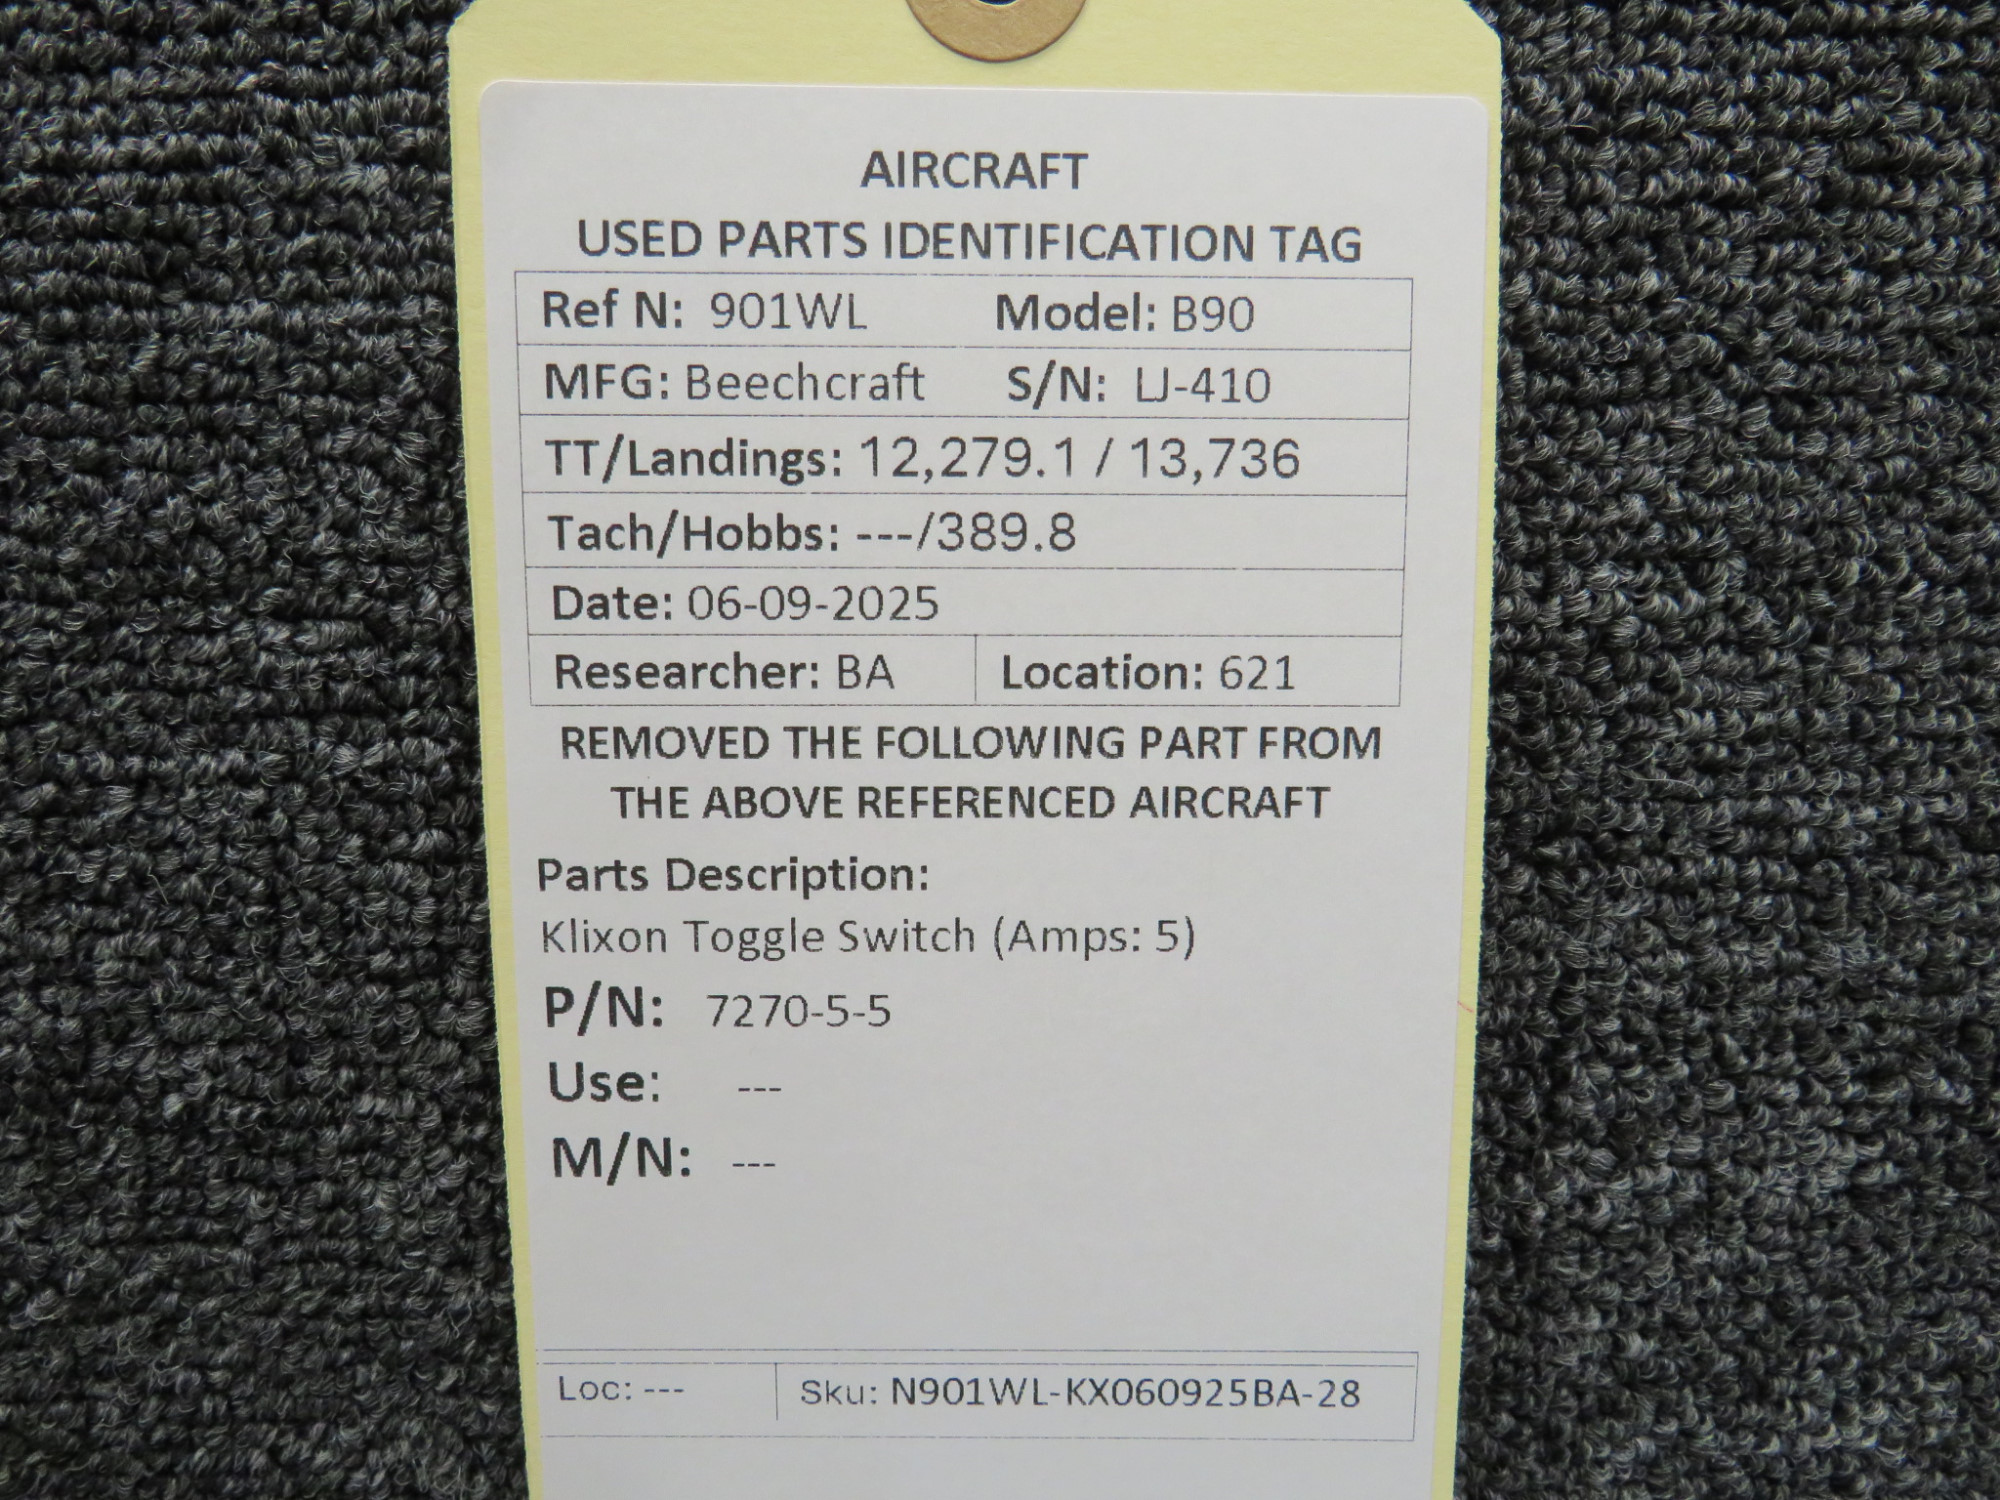 AIRCRAFT
USED PARTS IDENTIFICATION TAG
Ref N: 901WL Model: B90
MFG: Beechcraft S/N: LJ-410
TT/Landings: 12,279.1 / 13,736
Tach/Hobbs: ---/389.8
Date: 06-09-2025
Researcher: BA Location: 621
REMOVED THE FOLLOWING PART FROM
THE ABOVE REFERENCED AIRCRAFT
Parts Description:
Klixon Toggle Switch (Amps: 5)
P/N: 7270-5-5
Use: ---
M/N: ---
Loc: --- Sku: N901WL-KX060925BA-28